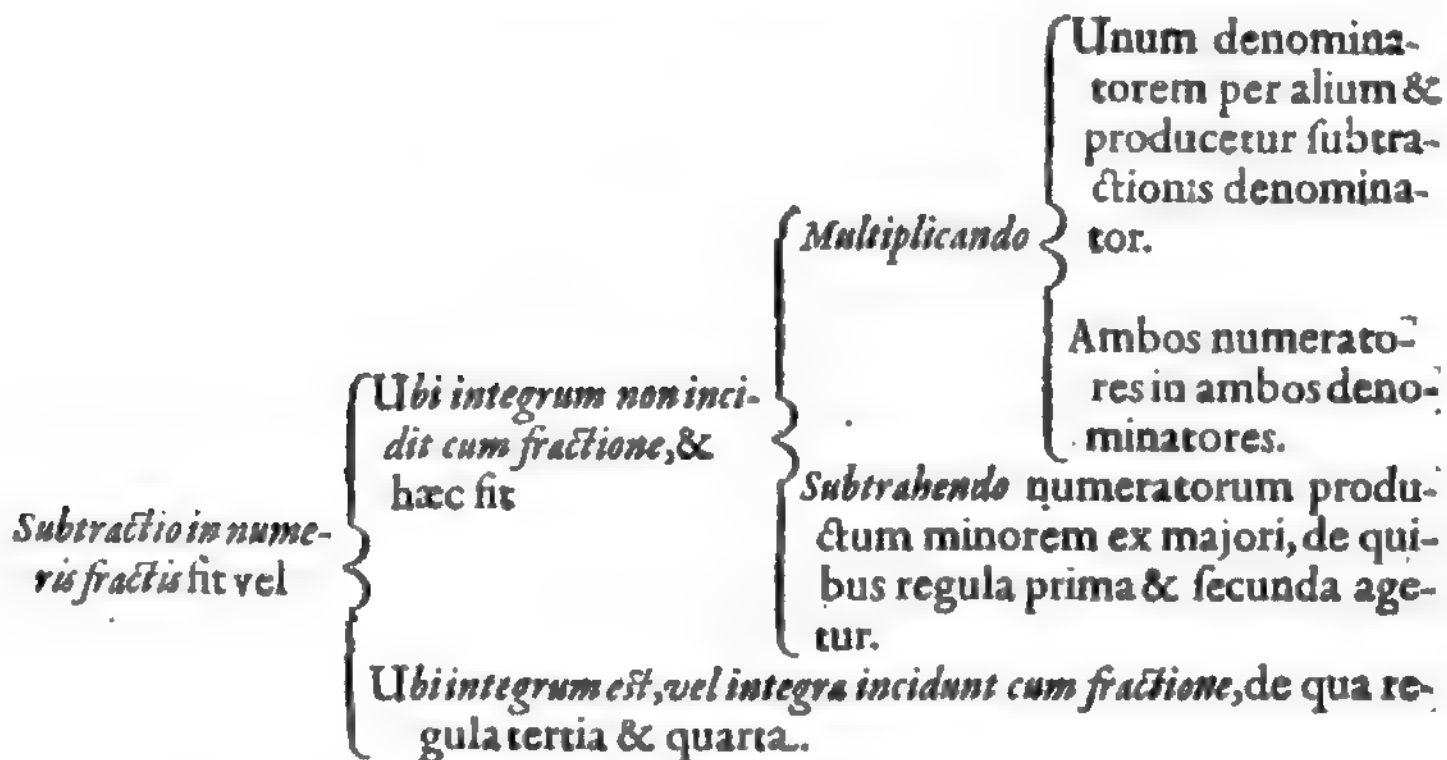 Subtractio in nume-
ris fractis fit vel
Ubi integrum non inci-
dit cum fractione, &
hæc fit
Multiplicando
Unum denomina-
torem per alium &
producetur ſubtra-
ctionis denomina-
tor.
Ambos numerato-
res in ambos deno-
minatores.
Subtrahendo numeratorum produ-
ctum minorem ex majori, de qui-
bus regula prima & ſecunda age-
tur.
Ubi integrum eſt, vel integra incidunt cum fractione, de qua re-
gula tertia & quarta..